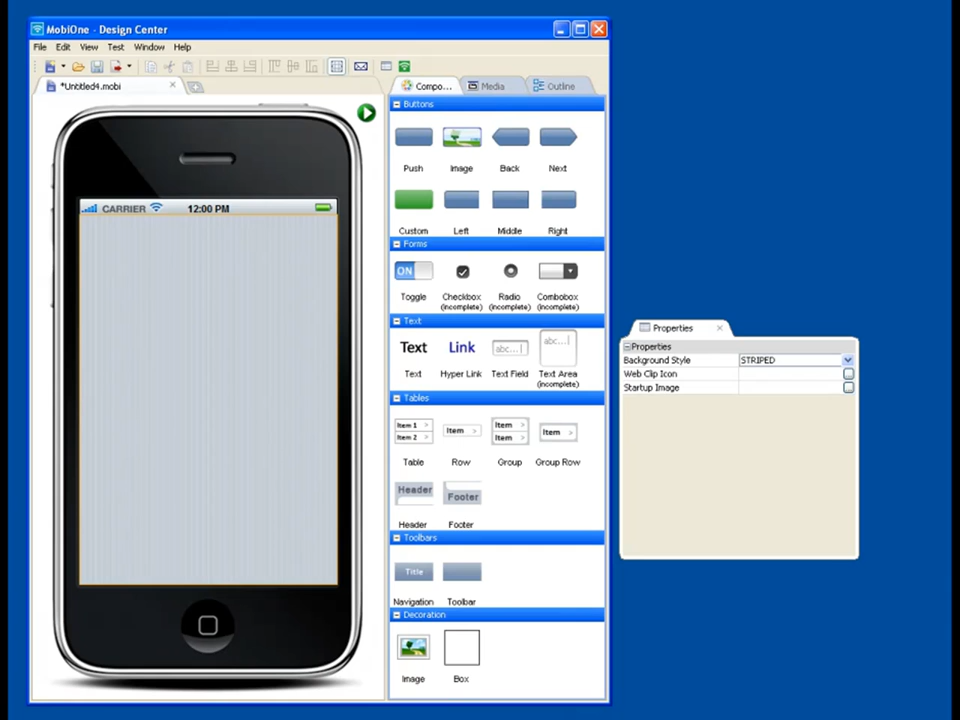 MobiOne - Design Center
File Edit View Test Window Help
*Untitled4.mobi
Compo...
Media
Outline
CARRIER 12:00 PM
Buttons
Push Image Back Next
Custom Left Middle Right
Forms
ON
Toggle Checkbox Radio Combobox
(incomplete) (incomplete) (incomplete)
Text
Text Link abc... abc...
Text Hyper Link Text Field Text Area
(incomplete)
Tables
Item 1 > Item > Item > Item >
Item 2 > Item >
Table Row Group Group Row
Header Footer
Header Footer
Toolbars
Title
Navigation Toolbar
Decoration
Image Box
Properties
Properties
Background Style STRIPED
Web Clip Icon
Startup Image